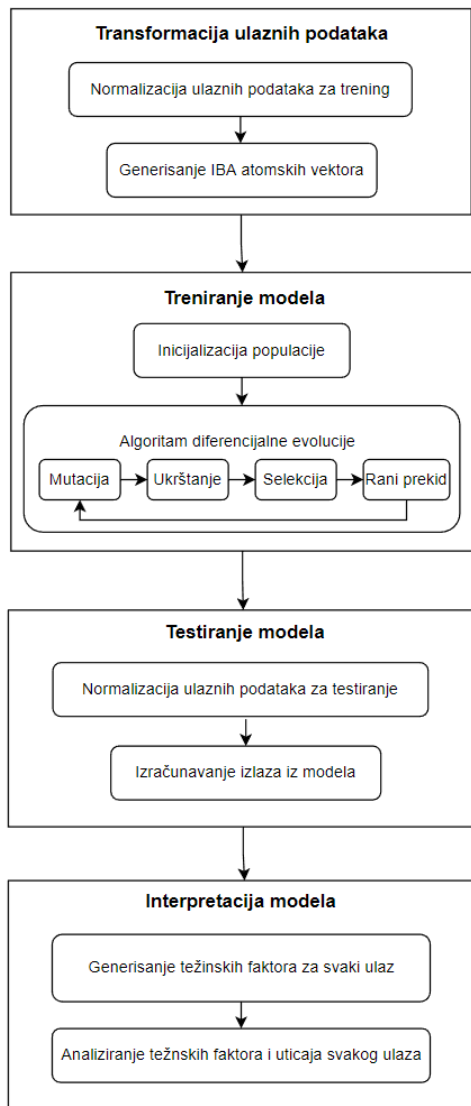 Transformacija ulaznih podataka
Normalizacija ulaznih podataka za trening
Generisanje IBA atomskih vektora
Treniranje modela
Inicijalizacija populacije
Algoritam diferencijalne evolucije
Mutacija
Ukrštanje
Selekcija
Rani prekid
Testiranje modela
Normalizacija ulaznih podataka za testiranje
Izračunavanje izlaza iz modela
Interpretacija modela
Generisanje težinskih faktora za svaki ulaz
Analiziranje težnskih faktora i uticaja svakog ulaza